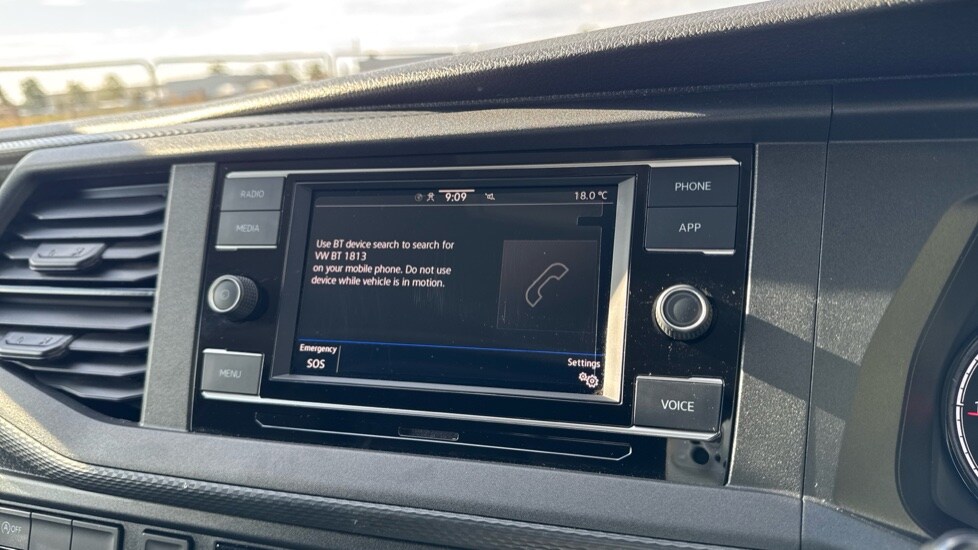 RADIO
MEDIA
MENU
9:09
18.0 °C
Use BT device search to search for
VW BT 1813
on your mobile phone. Do not use
device while vehicle is in motion.
Emergency
SOS
Settings
PHONE
APP
VOICE
OFF